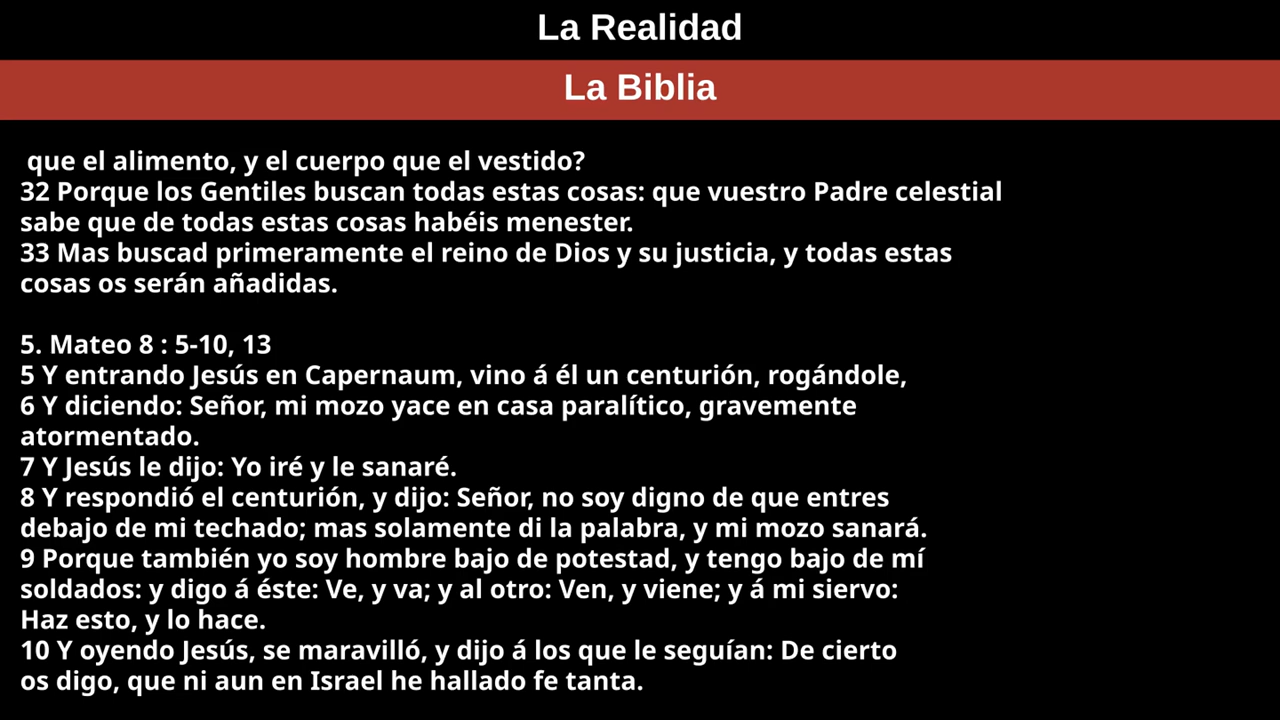 La Realidad
La Biblia
que el alimento, y el cuerpo que el vestido?
32 Porque los Gentiles buscan todas estas cosas: que vuestro Padre celestial
sabe que de todas estas cosas habéis menester.
33 Mas buscad primeramente el reino de Dios y su justicia, y todas estas
cosas os serán añadidas.
5. Mateo 8 : 5-10, 13
5 Y entrando Jesús en Capernaum, vino á él un centurión, rogándole,
6 Y diciendo: Señor, mi mozo yace en casa paralítico, gravemente
atormentado.
7 Y Jesús le dijo: Yo iré y le sanaré.
8 Y respondió el centurión, y dijo: Señor, no soy digno de que entres
debajo de mi techado; mas solamente di la palabra, y mi mozo sanará.
9 Porque también yo soy hombre bajo de potestad, y tengo bajo de mí
soldados: y digo á éste: Ve, y va; y al otro: Ven, y viene; y á mi siervo:
Haz esto, y lo hace.
10 Y oyendo Jesús, se maravilló, y dijo á los que le seguían: De cierto
os digo, que ni aun en Israel he hallado fe tanta.